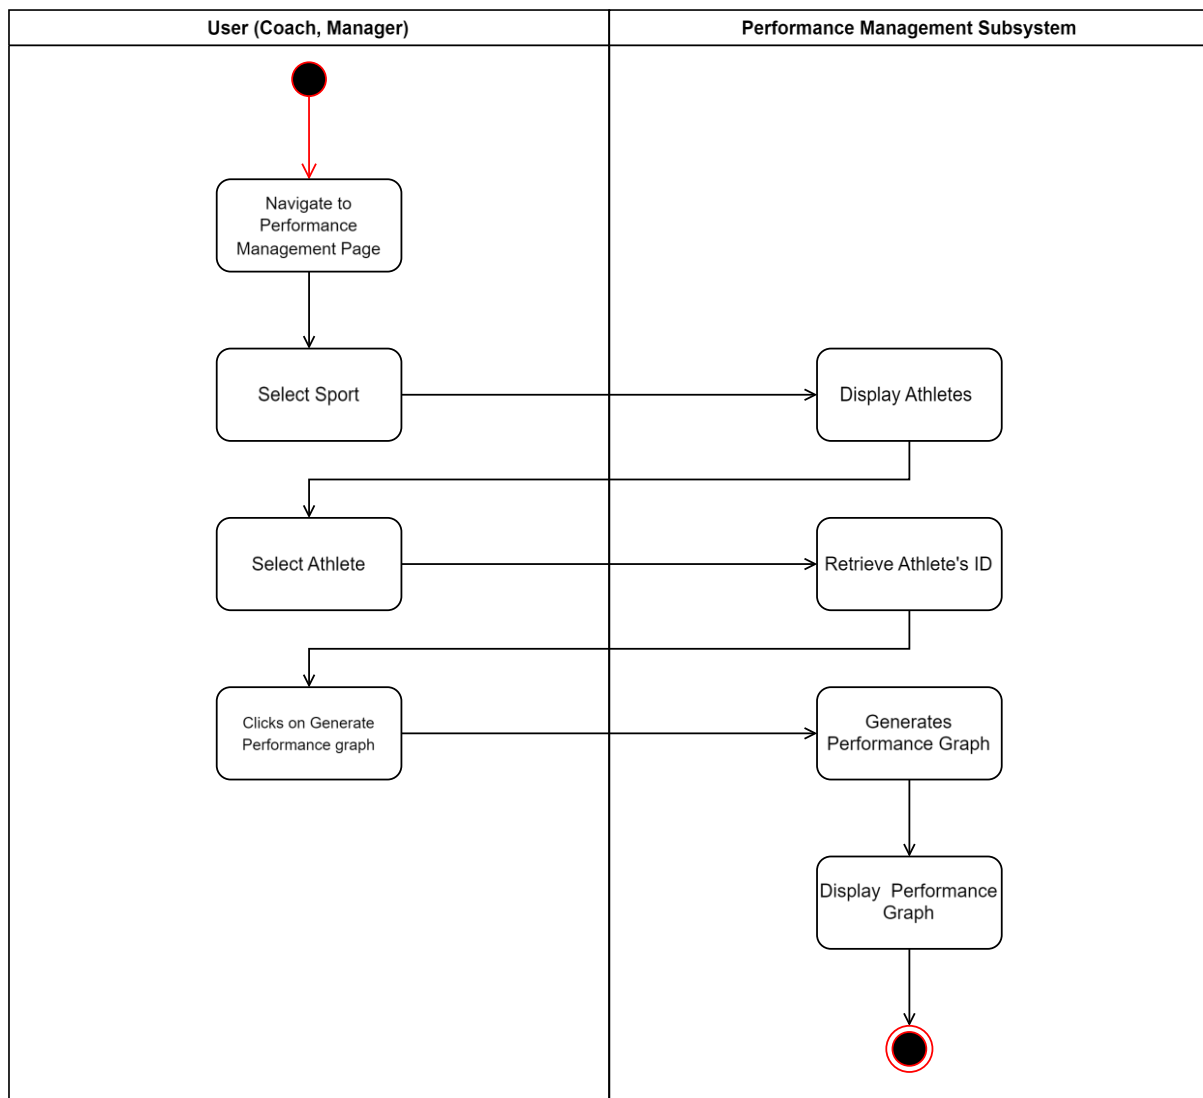 User (Coach, Manager)
Performance Management Subsystem
Navigate to
Performance
Management Page
Select Sport
Display Athletes
Select Athlete
Retrieve Athlete's ID
Clicks on Generate
Performance graph
Generates
Performance Graph
Display  Performance
Graph